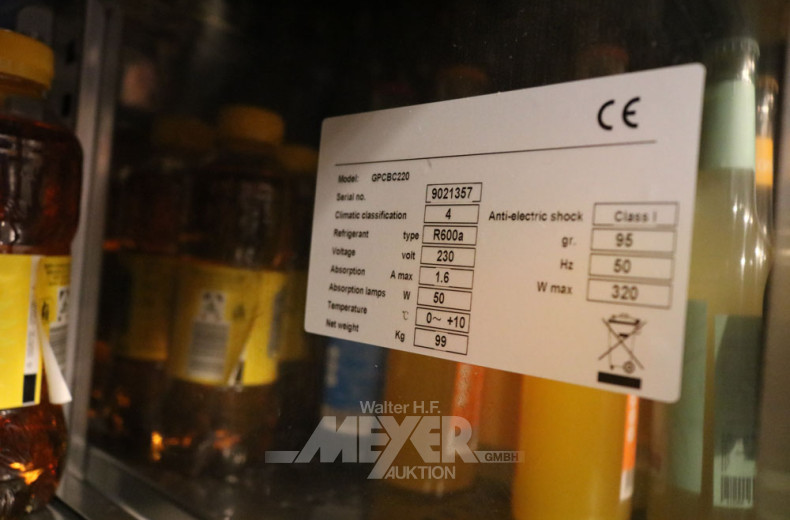 CE
Model: GPCBC220
Serial no. 9021357
Climatic classification 4 Anti-electric shock Class I
Refrigerant type R600a gr. 95
Voltage volt 230 Hz 50
Absorption A max 1.6 W max 320
Absorption lamps W 50
Temperature °C 0~ +10
Net weight Kg 99
Walter H.F.
MEYER
GMBH
AUKTION